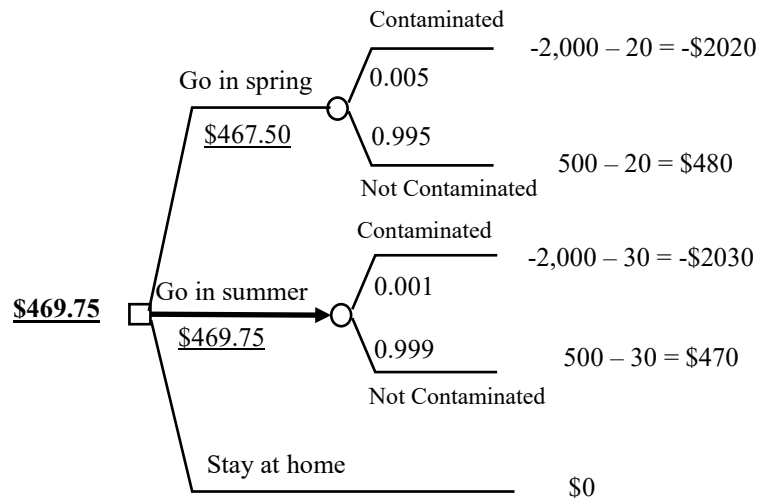 Contaminated
-2,000 – 20 = -$2020
Go in spring
0.005
$467.50
0.995
500 – 20 = $480
Not Contaminated
Contaminated
-2,000 – 30 = -$2030
Go in summer
0.001
$469.75
$469.75
0.999
500 – 30 = $470
Not Contaminated
Stay at home
$0